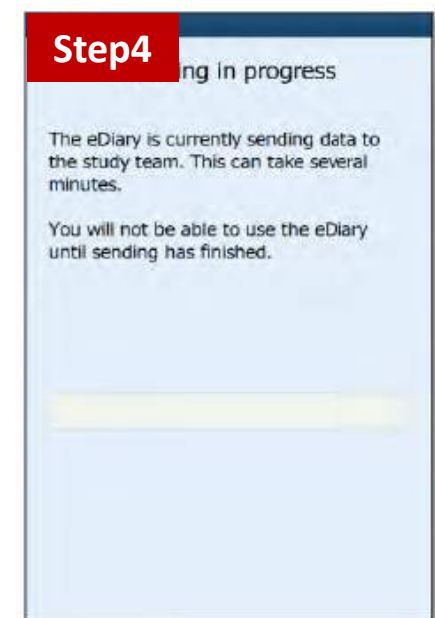 Step4
ing in progress
The eDiary is currently sending data to
the study team. This can take several
minutes.
You will not be able to use the eDiary
until sending has finished.